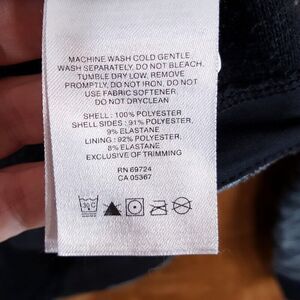 MACHINE WASH COLD GENTLE
WASH SEPARATELY, DO NOT BLEACH,
TUMBLE DRY LOW, REMOVE
PROMPTLY, DO NOT IRON, DO NOT
USE FABRIC SOFTENER,
DO NOT DRYCLEAN
SHELL : 100% POLYESTER
SHELL SIDES : 91% POLYESTER,
9% ELASTANE
LINING : 92% POLYESTER,
8% ELASTANE
EXCLUSIVE OF TRIMMING
RN 69724
CA 05367
30 C